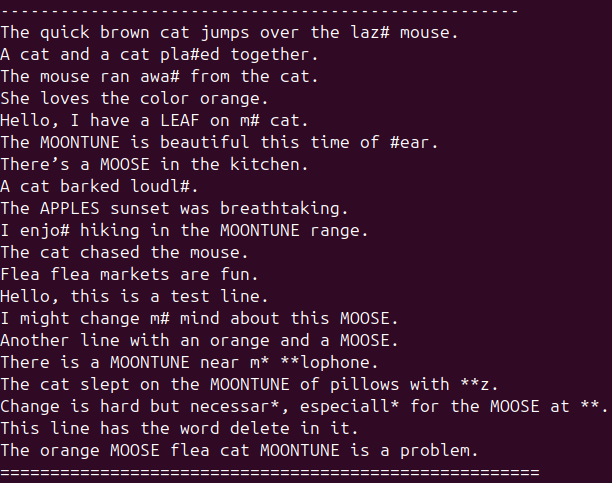 ----------------------------------------------------
The quick brown cat jumps over the laz# mouse.
A cat and a cat pla#ed together.
The mouse ran awa# from the cat.
She loves the color orange.
Hello, I have a LEAF on m# cat.
The MOONTUNE is beautiful this time of #ear.
There’s a MOOSE in the kitchen.
A cat barked loudl#.
The APPLES sunset was breathtaking.
I enjo# hiking in the MOONTUNE range.
The cat chased the mouse.
Flea flea markets are fun.
Hello, this is a test line.
I might change m# mind about this MOOSE.
Another line with an orange and a MOOSE.
There is a MOONTUNE near m* **lophone.
The cat slept on the MOONTUNE of pillows with **z.
Change is hard but necessar*, especiall* for the MOOSE at **.
This line has the word delete in it.
The orange MOOSE flea cat MOONTUNE is a problem.
======================================================